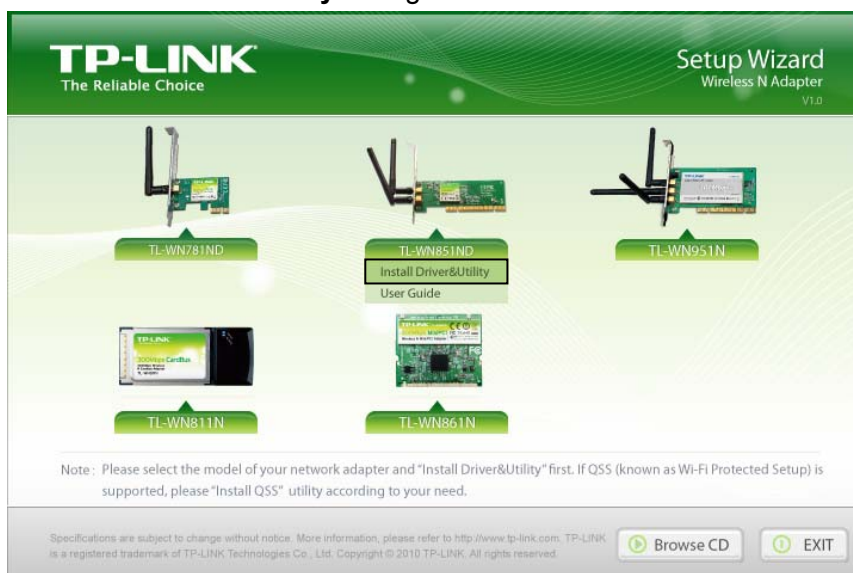 TP-LINK
The Reliable Choice
Setup Wizard
Wireless N Adapter
V1.0
TL-WN781ND
TL-WN851ND
TL-WN951N
Install Driver&Utility
User Guide
TP-LINK
300Mbps CardBus
TL-WN811N
TL-WN861N
Note : Please select the model of your network adapter and "Install Driver&Utility" first. If QSS (known as Wi-Fi Protected Setup) is
supported, please "Install QSS" utility according to your need.
Specifications are subject to change without notice. More information, please refer to http://www.tp-link.com, TP-LINK
is a registered trademark of TP-LINK Technologies Co., Ltd. Copyright © 2010 TP-LINK. All rights reserved.
Browse CD
EXIT